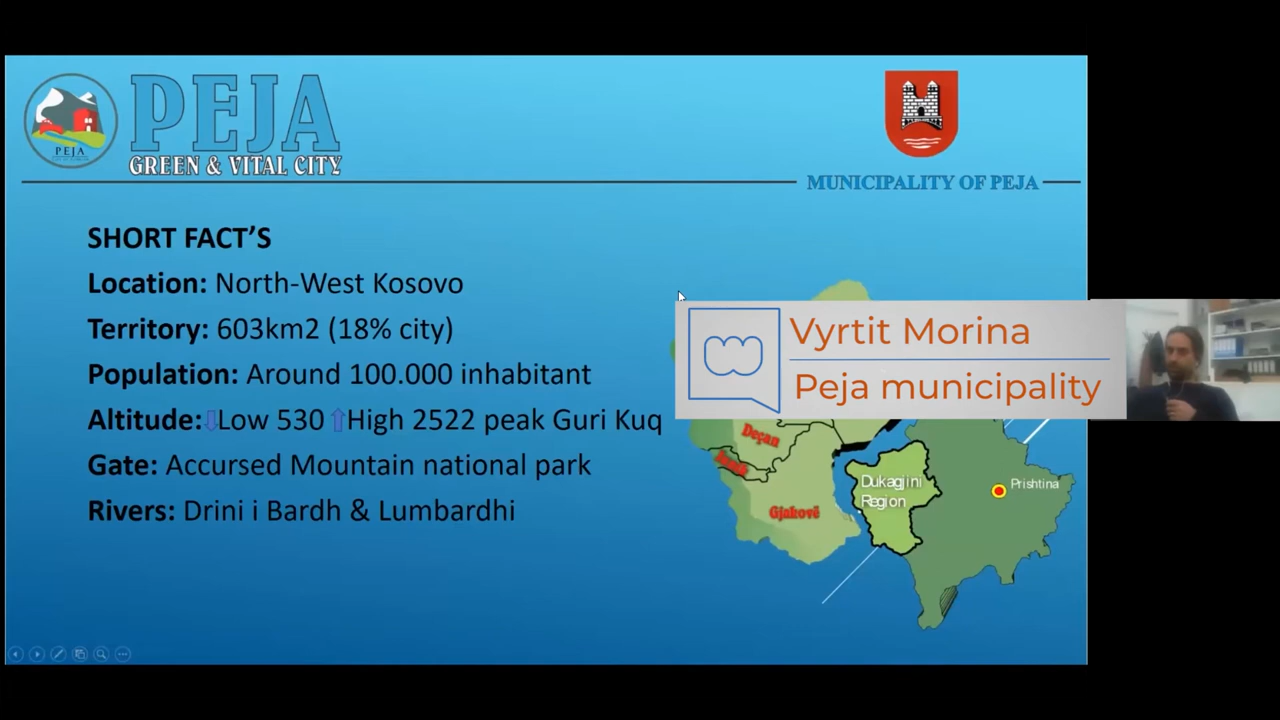 PEJA
GREEN & VITAL CITY
PEJA
MUNICIPALITY OF PEJA
SHORT FACT'S
Location: North-West Kosovo
Territory: 603km2 (18% city)
Population: Around 100.000 inhabitant
Altitude: Low 530 High 2522 peak Guri Kuq
Gate: Accursed Mountain national park
Rivers: Drini i Bardh & Lumbardhi
Vyrtit Morina
Peja municipality
Deçan
Junik
Gjakovë
Dukagjini
Region
Prishtina